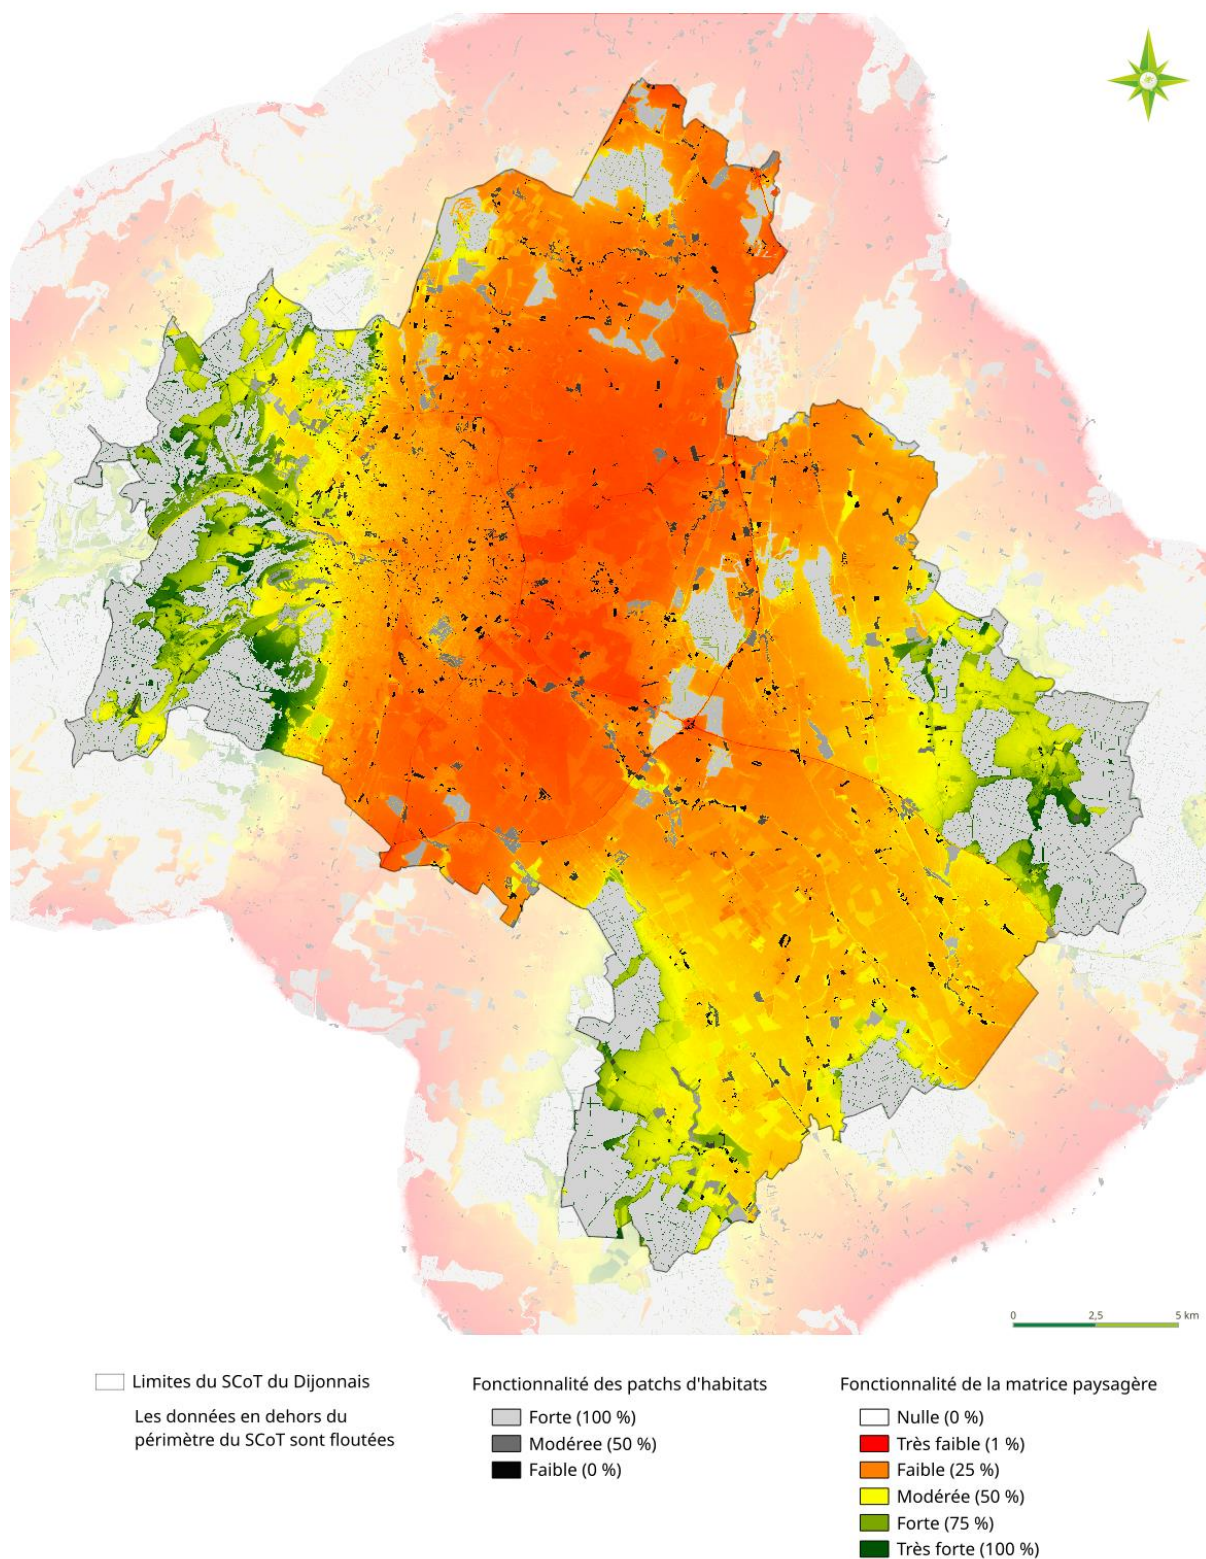 0 2,5 5 km
Limites du SCoT du Dijonnais
Les données en dehors du
périmètre du SCoT sont floutées
Fonctionnalité des patchs d'habitats
Forte (100 %)
Modéree (50 %)
Faible (0 %)
Fonctionnalité de la matrice paysagère
Nulle (0 %)
Très faible (1 %)
Faible (25 %)
Modérée (50 %)
Forte (75 %)
Très forte (100 %)